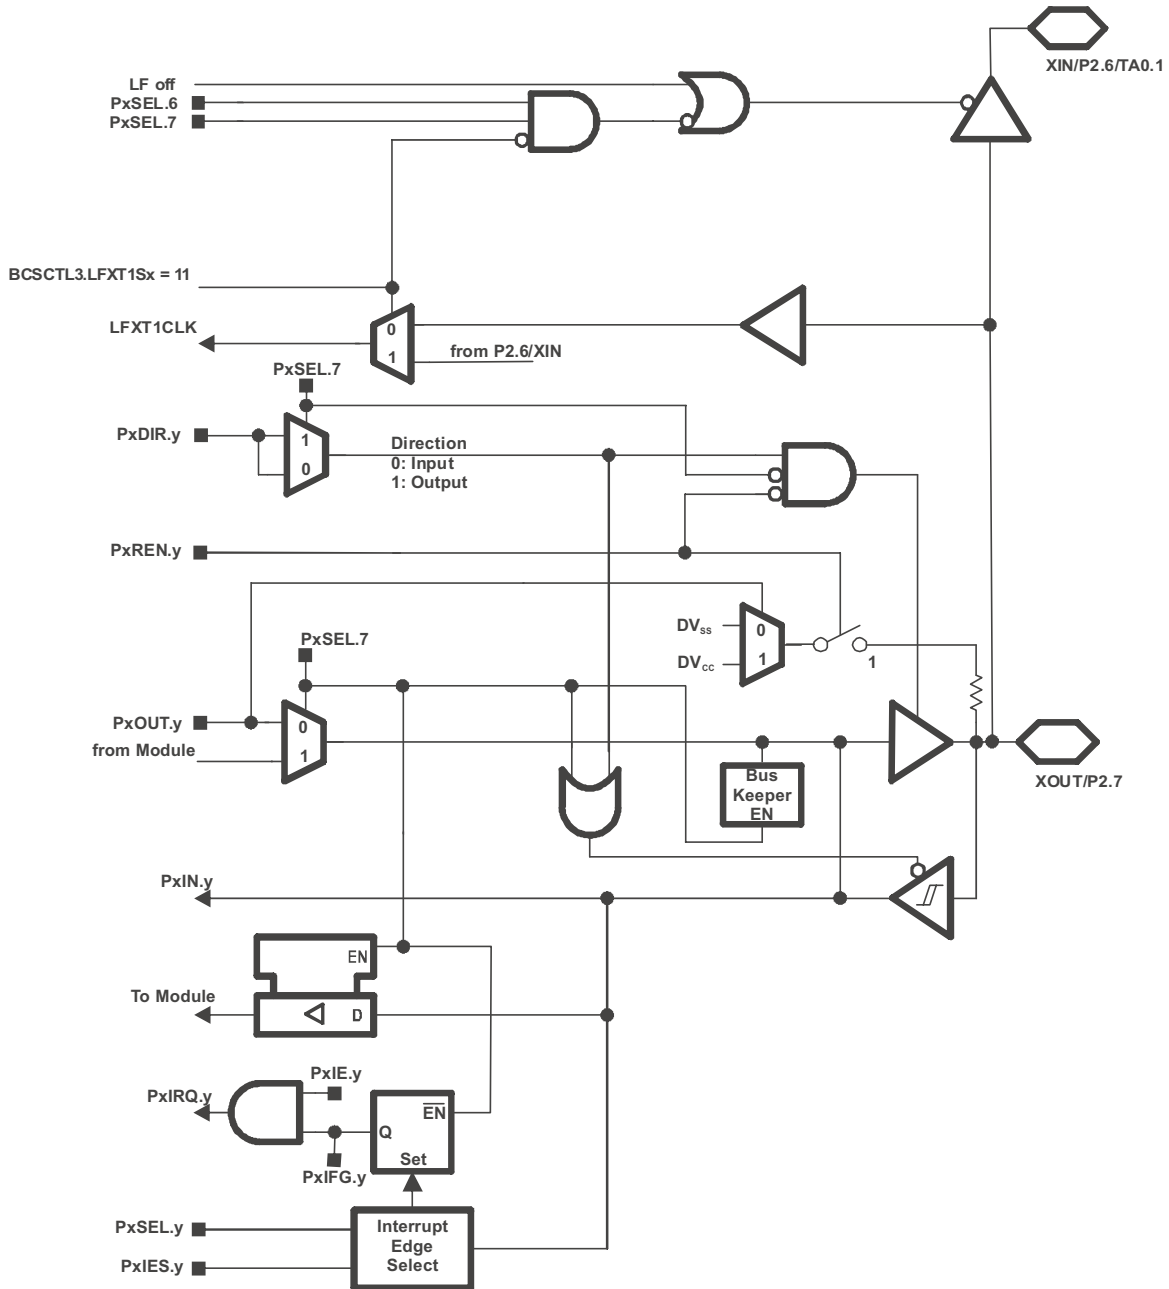 XIN/P2.6/TA0.1
LF off
PxSEL.6
PxSEL.7
BCSCTL3.LFXT1Sx = 11
LFXT1CLK
0
1
from P2.6/XIN
PxSEL.7
PxDIR.y
1
0
Direction
0: Input
1: Output
PxREN.y
DVSS
DVCC
0
1
1
PxSEL.7
PxOUT.y
from Module
0
1
Bus
Keeper
EN
XOUT/P2.7
PxIN.y
EN
To Module
D
PxIE.y
PxIRQ.y
EN
Q
Set
PxIFG.y
PxSEL.y
PxIES.y
Interrupt
Edge
Select